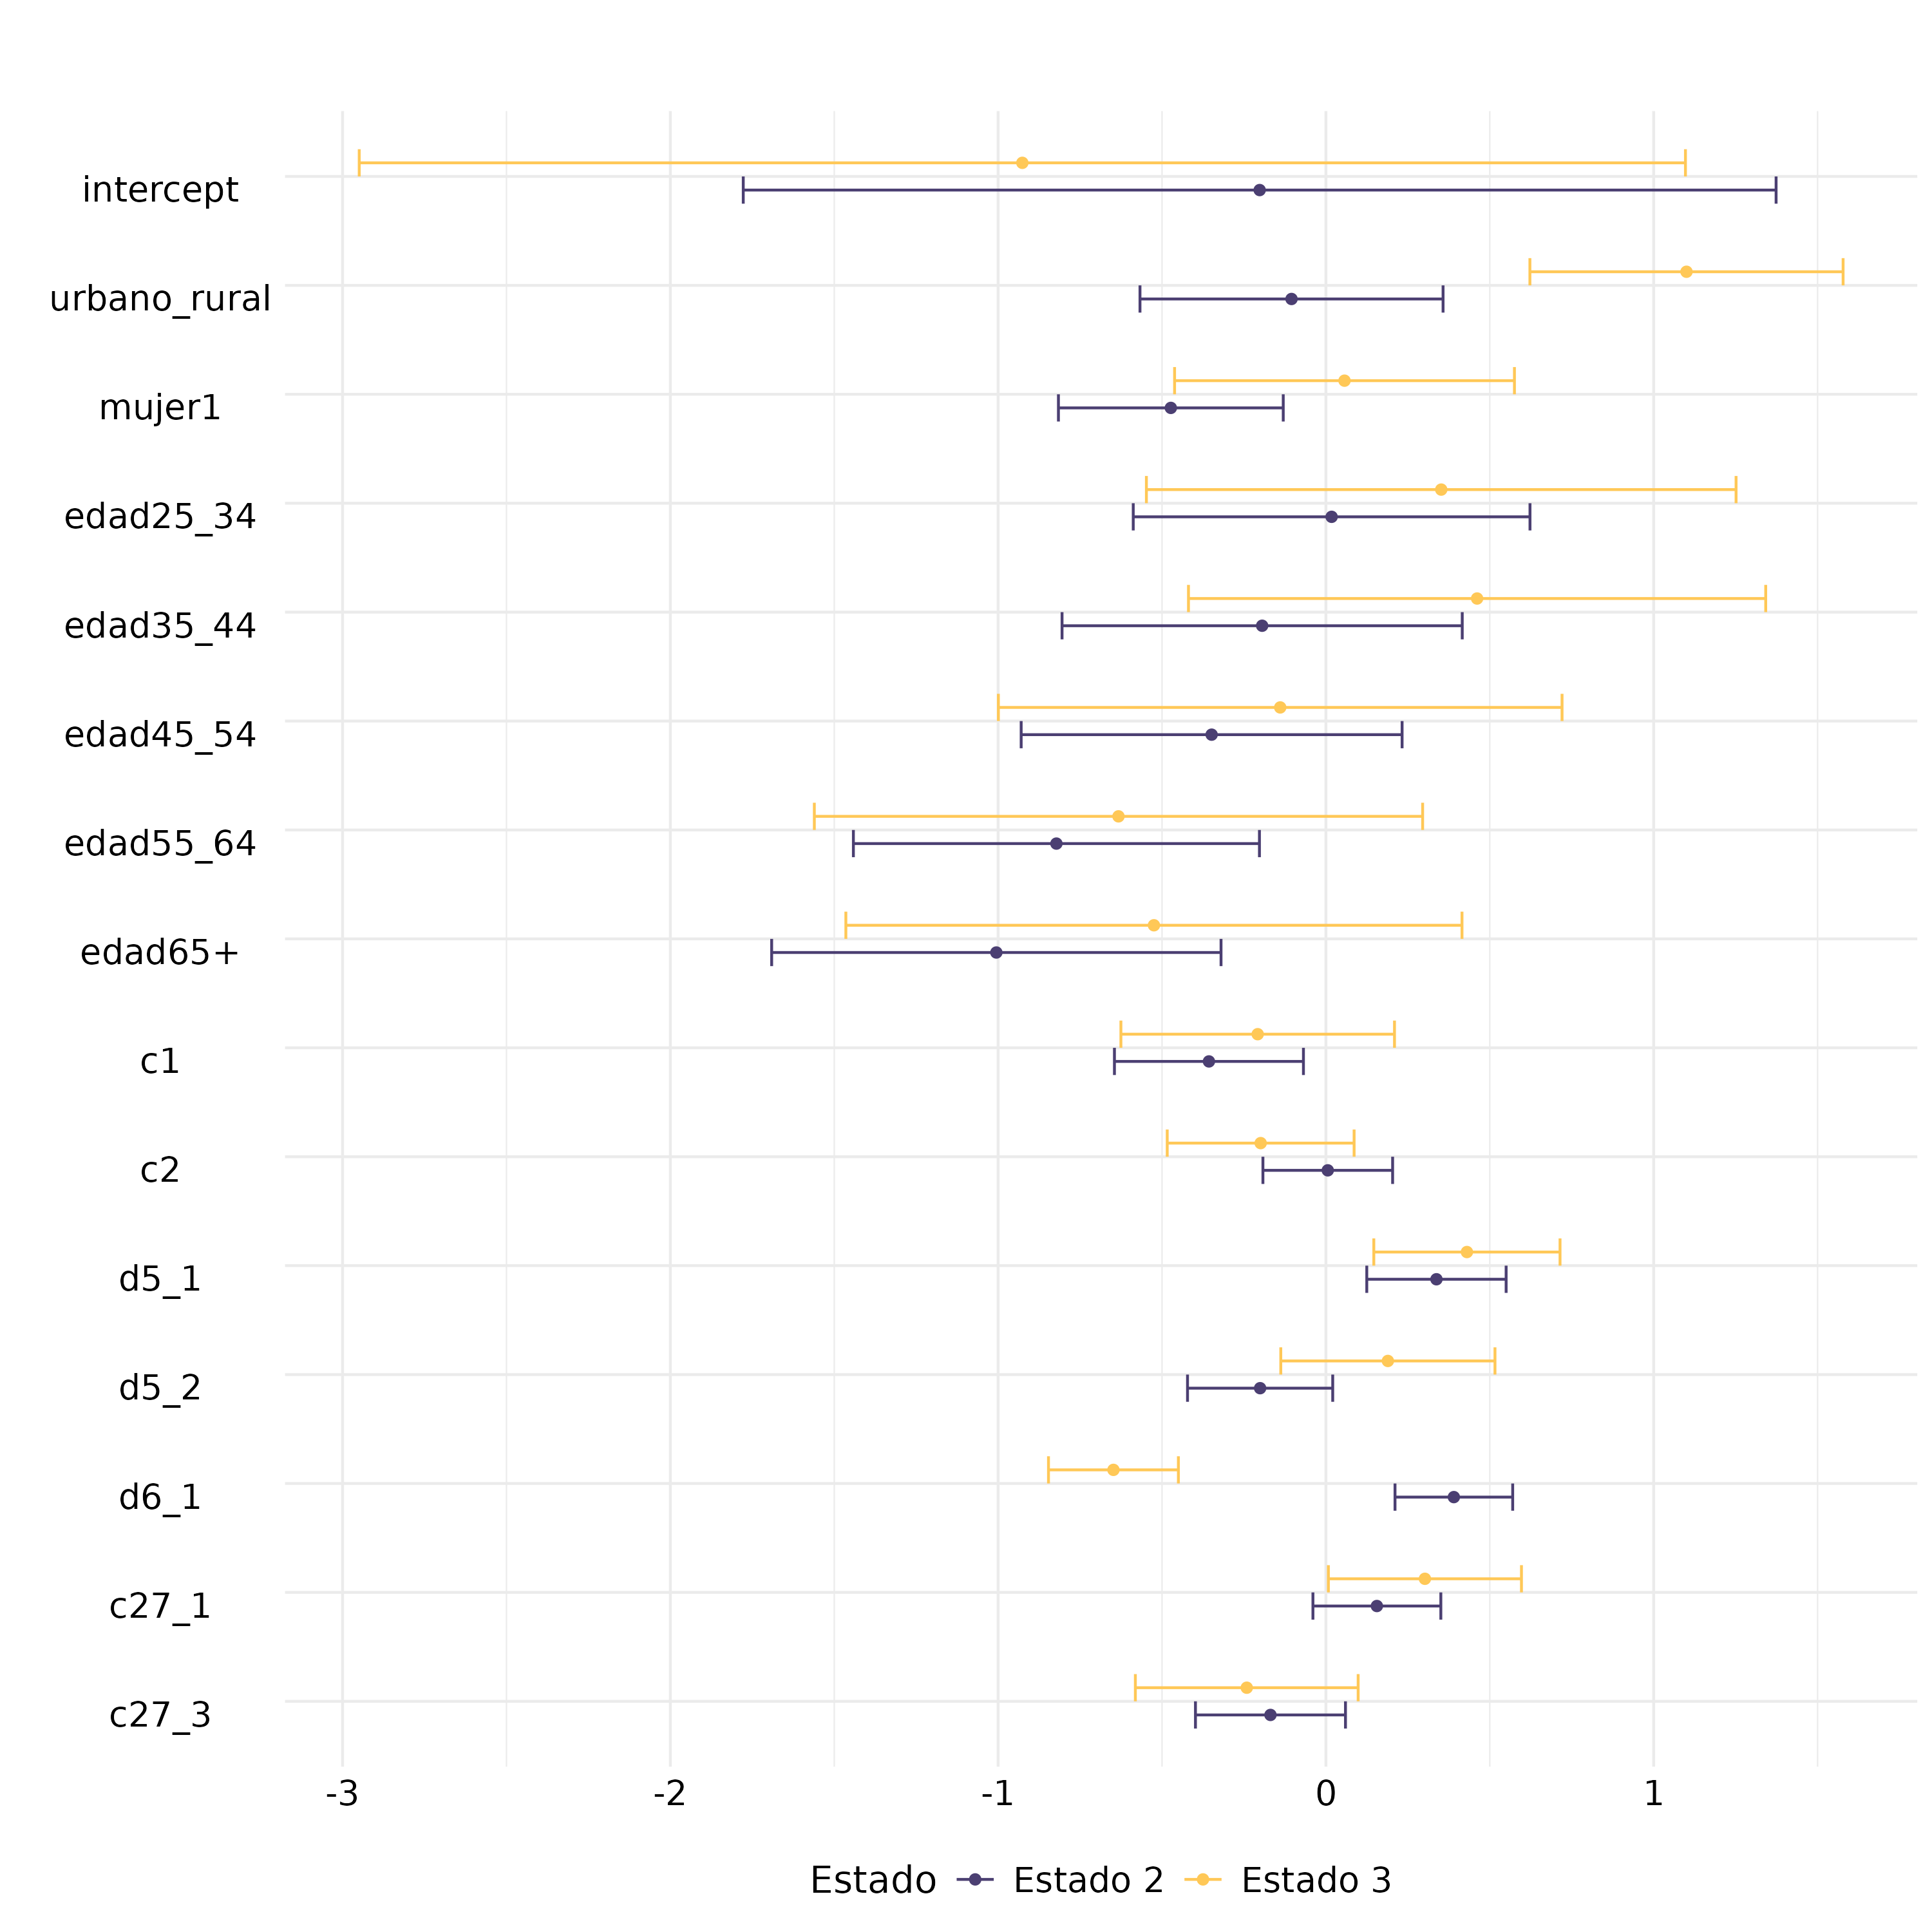 intercept
urbano_rural
mujer1
edad25_34
edad35_44
edad45_54
edad55_64
edad65+
c1
c2
d5_1
d5_2
d6_1
c27_1
c27_3
-3 -2 -1 0 1
Estado Estado 2 Estado 3